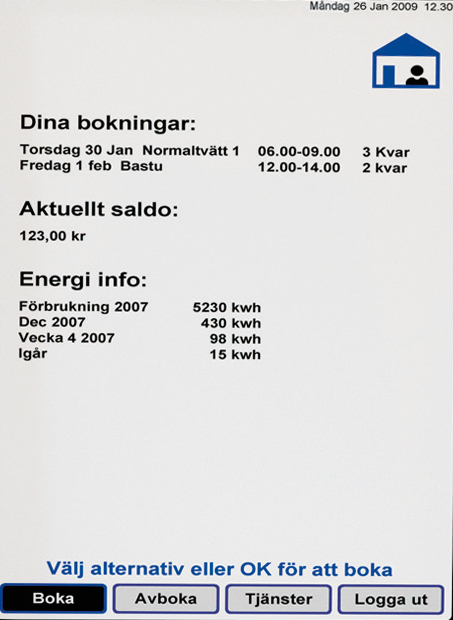 Måndag 26 Jan 2009 12.30
Dina bokningar:
Torsdag 30 Jan Normaltvätt 1 06.00-09.00 3 Kvar
Fredag 1 feb Bastu 12.00-14.00 2 kvar
Aktuellt saldo:
123,00 kr
Energi info:
Förbrukning 2007 5230 kwh
Dec 2007 430 kwh
Vecka 4 2007 98 kwh
Igår 15 kwh
Välj alternativ eller OK för att boka
Boka Avboka Tjänster Logga ut